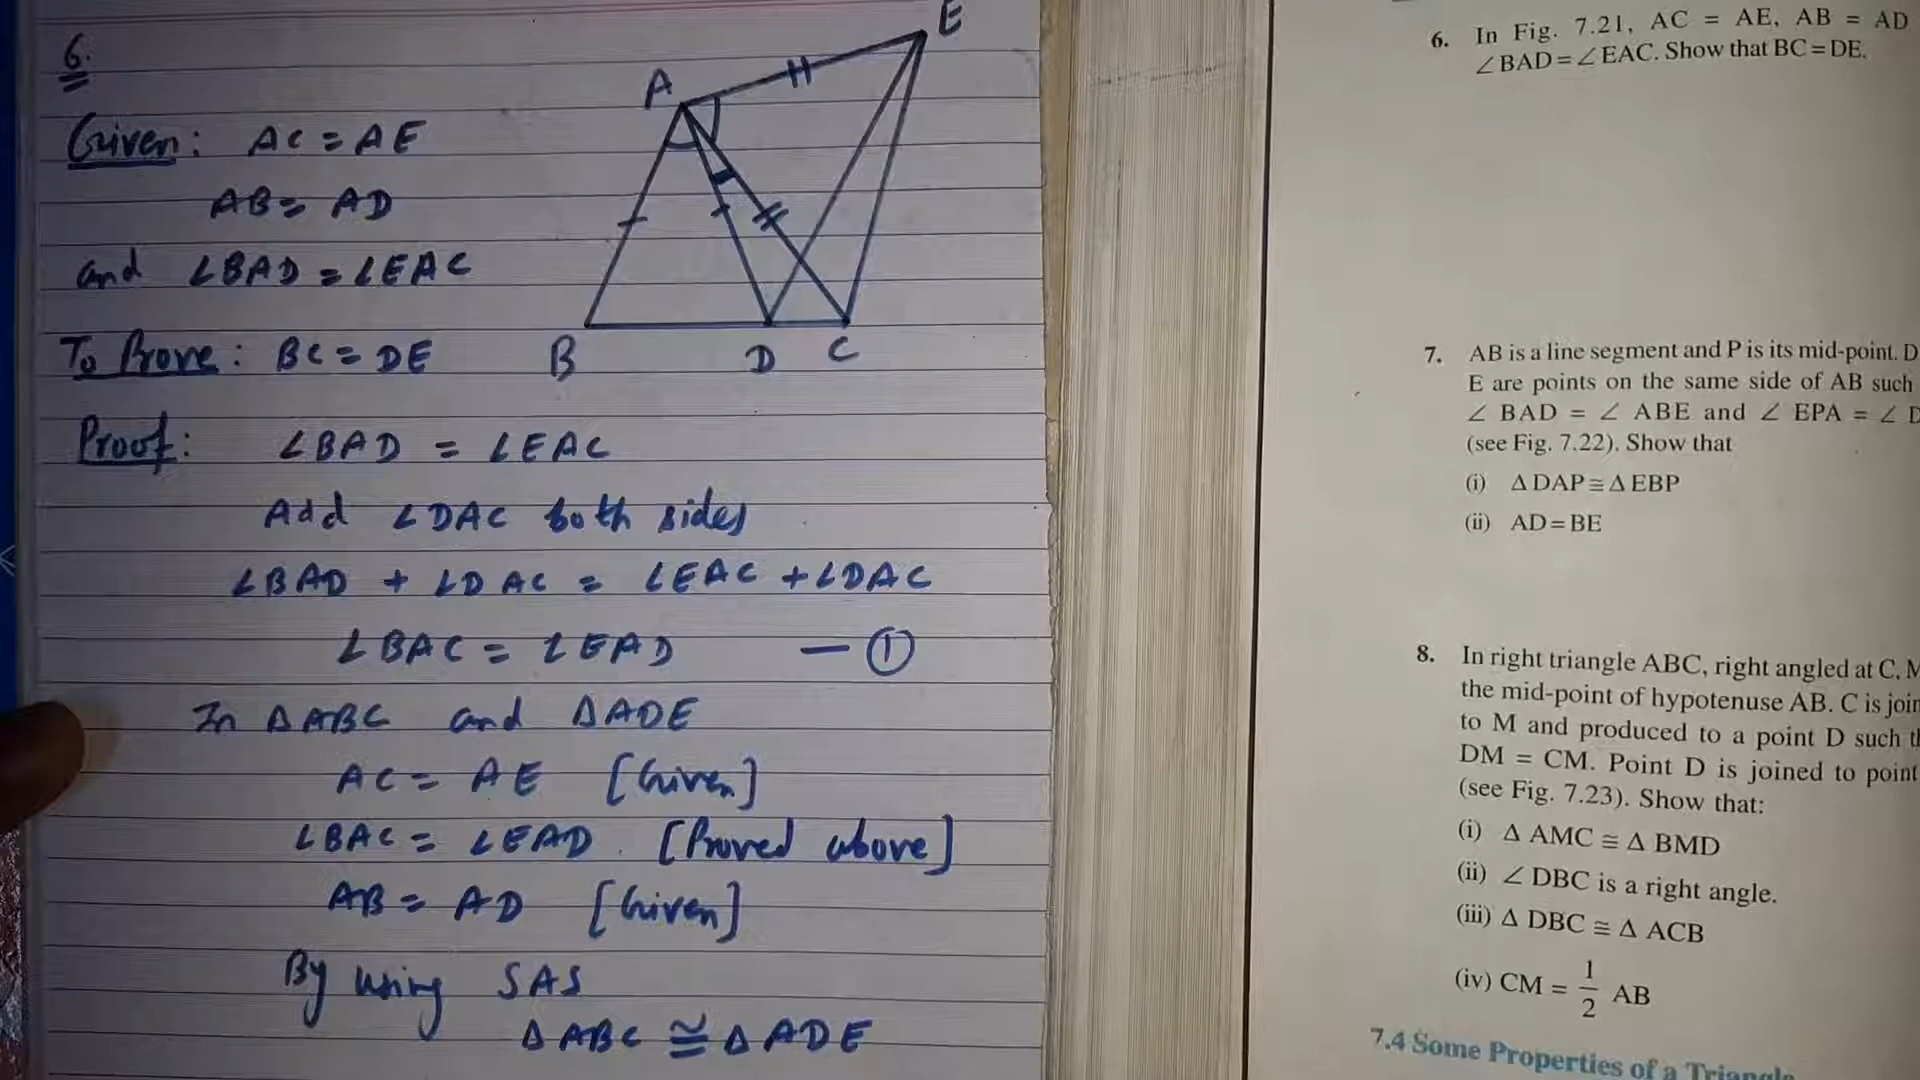 6.
Given: AC = AE
AB = AD
and ∠BAD = ∠EAC
To Prove: BC = DE
A
E
B
D
C
Proof: ∠BAD = ∠EAC
Add ∠DAC both sides
∠BAD + ∠DAC = ∠EAC + ∠DAC
∠BAC = ∠EAD — ①
In ΔABC and ΔADE
AC = AE [Given]
∠BAC = ∠EAD. [Proved above]
AB = AD [Given]
By using SAS
ΔABC ≅ ΔADE
6. In Fig. 7.21, AC = AE, AB = AD
∠BAD = ∠EAC. Show that BC = DE.
7. AB is a line segment and P is its mid-point. D
E are points on the same side of AB such
∠ BAD = ∠ ABE and ∠ EPA = ∠
(see Fig. 7.22). Show that
(i) Δ DAP ≅ Δ EBP
(ii) AD = BE
8. In right triangle ABC, right angled at C, M
the mid-point of hypotenuse AB. C is
to M and produced to a point D such
DM = CM. Point D is joined to point
(see Fig. 7.23). Show that:
(i) Δ AMC ≅ Δ BMD
(ii) ∠ DBC is a right angle.
(iii) Δ DBC ≅ Δ ACB
(iv) CM = 1/2 AB
7.4 Some Properties of a Triangle